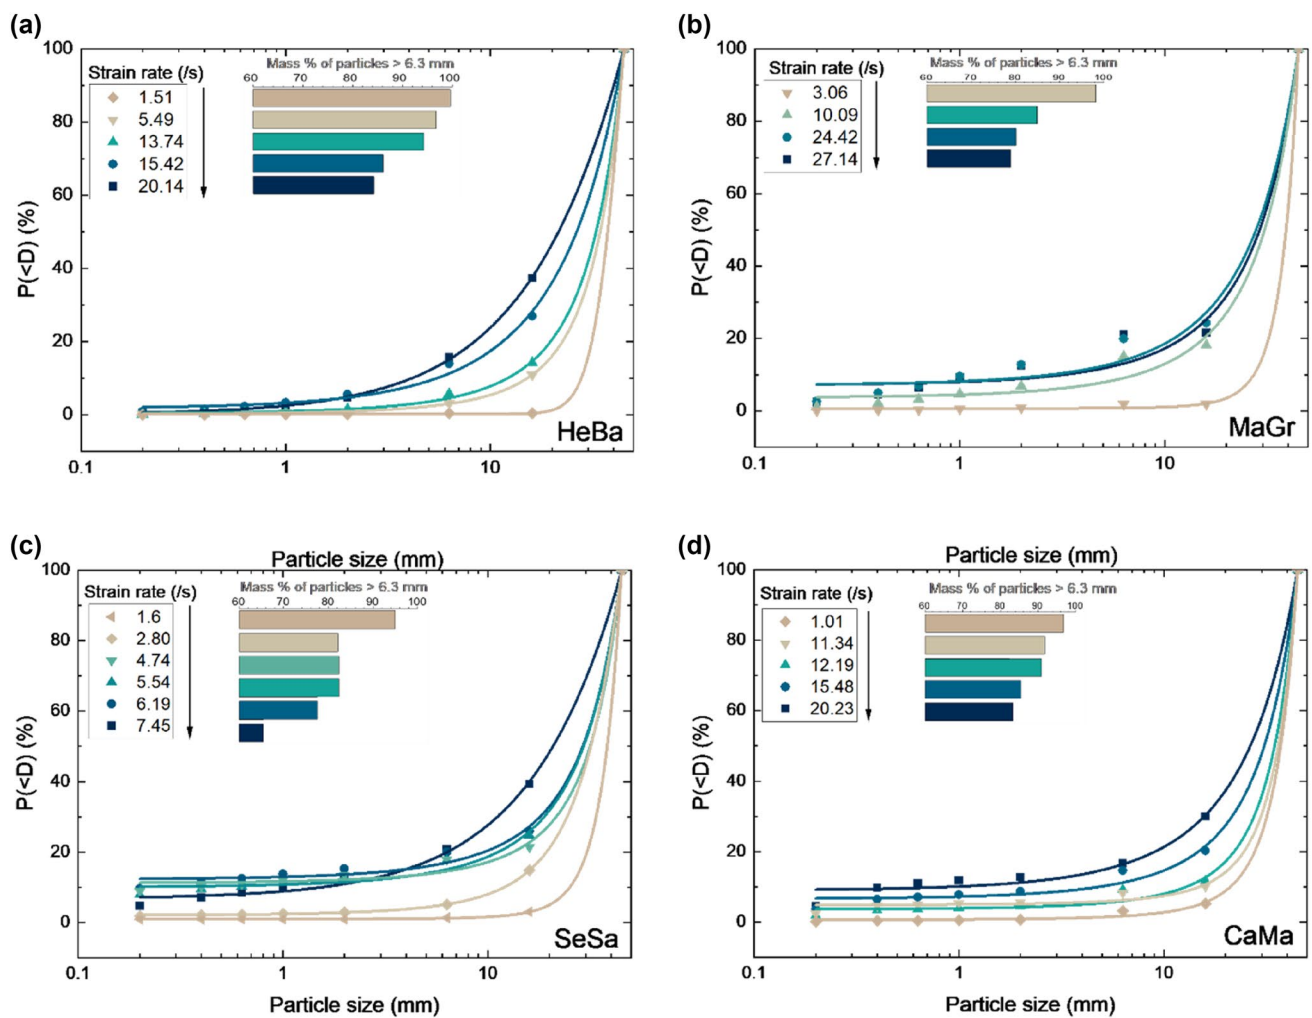 (a)
100
80
60
40
20
0
P(<D) (%)
Strain rate (/s)
1.51
5.49
13.74
15.42
20.14
Mass % of particles > 6.3 mm
60 70 80 90 100
HeBa
0.1 1 10
Particle size (mm)
(b)
100
80
60
40
20
0
P(<D) (%)
Strain rate (/s)
3.06
10.09
24.42
27.14
Mass % of particles > 6.3 mm
60 70 80 90 100
MaGr
0.1 1 10
Particle size (mm)
(c)
100
80
60
40
20
0
P(<D) (%)
Strain rate (/s)
1.6
2.80
4.74
5.54
6.19
7.45
Mass % of particles > 6.3 mm
60 70 80 90 100
SeSa
0.1 1 10
Particle size (mm)
(d)
100
80
60
40
20
0
P(<D) (%)
Strain rate (/s)
1.01
11.34
12.19
15.48
20.23
Mass % of particles > 6.3 mm
60 70 80 90 100
CaMa
0.1 1 10
Particle size (mm)